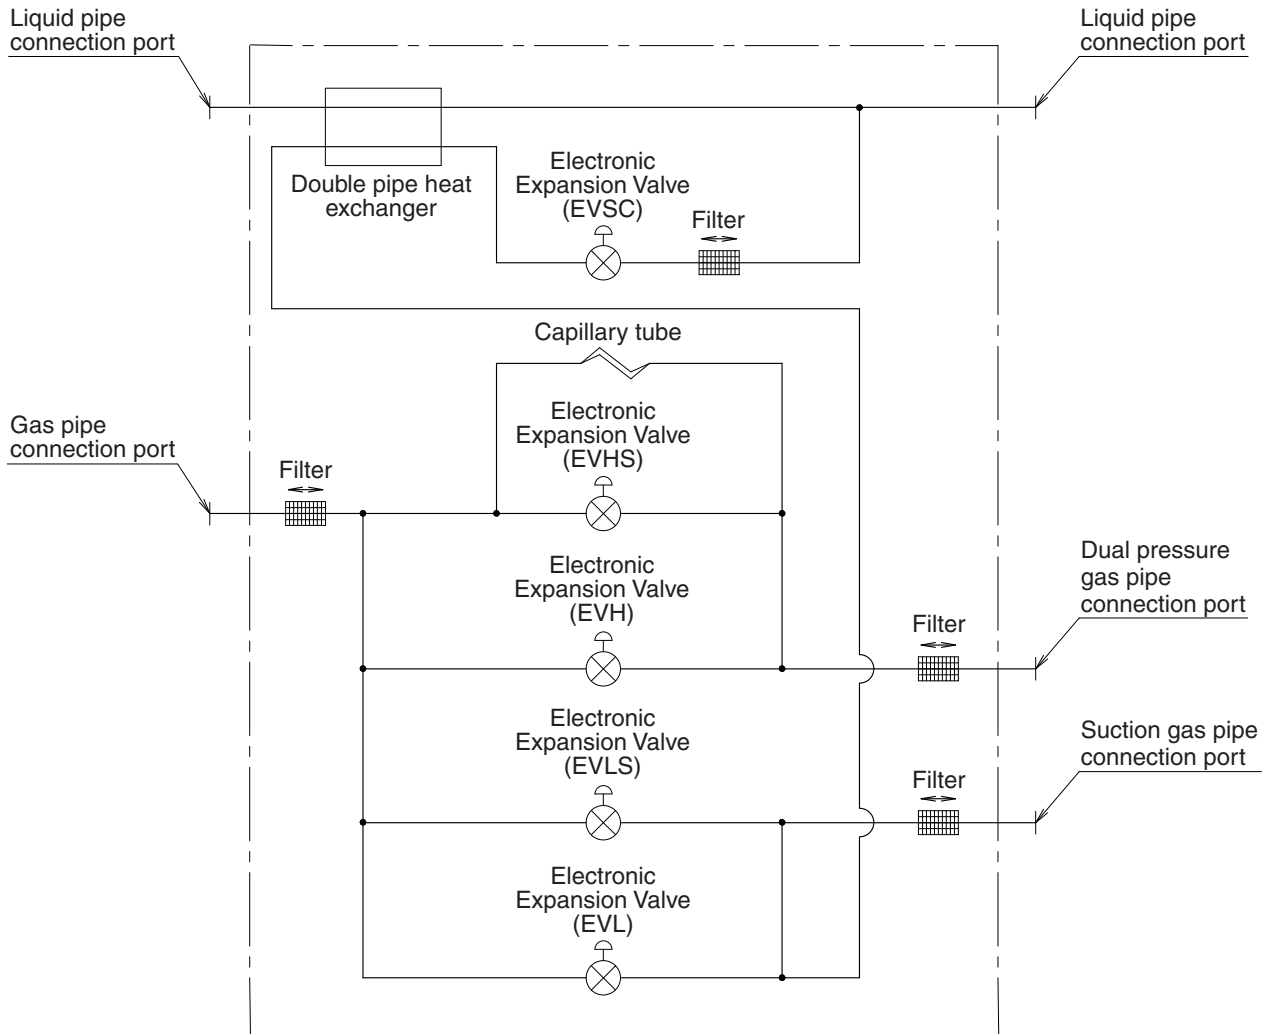 Liquid pipe
connection port
Liquid pipe
connection port
Double pipe heat
exchanger
Electronic
Expansion Valve
(EVSC)
Filter
Capillary tube
Gas pipe
connection port
Filter
Electronic
Expansion Valve
(EVHS)
Electronic
Expansion Valve
(EVH)
Dual pressure
gas pipe
connection port
Filter
Electronic
Expansion Valve
(EVLS)
Suction gas pipe
connection port
Filter
Electronic
Expansion Valve
(EVL)